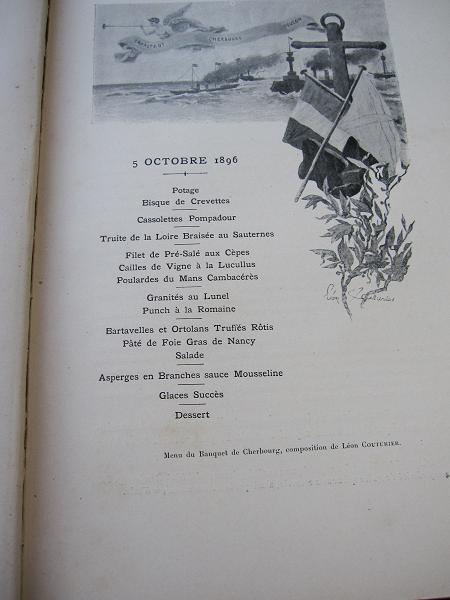 CHERBOURG
5 OCTOBRE 1896
Potage
Bisque de Crevettes
Cassolettes Pompadour
Truite de la Loire Braisée au Sauternes
Filet de Pré-Salé aux Cèpes
Cailles de Vigne à la Lucullus
Poulardes du Mans Cambacérès
Granités au Lunel
Punch à la Romaine
Bartavelles et Ortolans Truffés Rôtis
Pâté de Foie Gras de Nancy
Salade
Asperges en Branches sauce Mousseline
Glaces Succès
Dessert
Menu du Banquet de Cherbourg, composition de Léon Couturier.